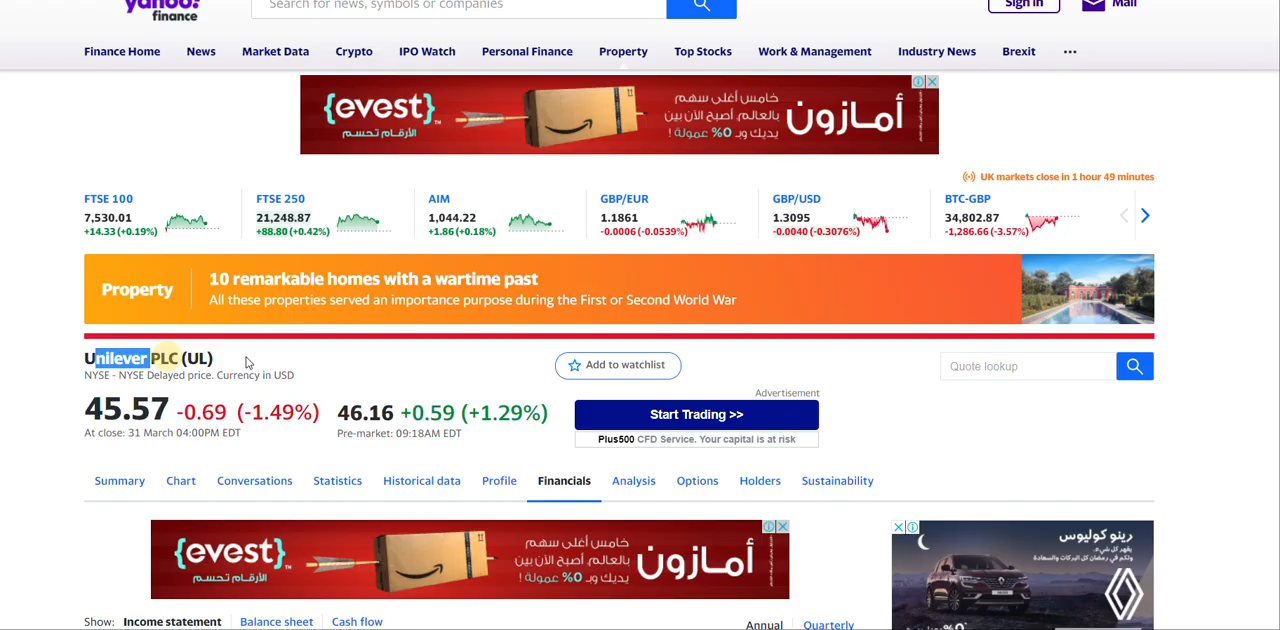 yahoo!
finance
Search for news, symbols or companies
Sign in
Mail
Finance Home News Market Data Crypto IPO Watch Personal Finance Property Top Stocks Work & Management Industry News Brexit ...
{evest}™
الأرقام تحسم
خامس أغلى سهم
بالعالم. أصبح الآن بين
يديك وبـ 0% عمولة!
أمازون
UK markets close in 1 hour 49 minutes
FTSE 100 FTSE 250 AIM GBP/EUR GBP/USD BTC-GBP
7,530.01 21,248.87 1,044.22 1.1861 1.3095 34,802.87
+14.33 (+0.19%) +88.80 (+0.42%) +1.86 (+0.18%) -0.0006 (-0.0539%) -0.0040 (-0.3076%) -1,286.66 (-3.57%)
Property
10 remarkable homes with a wartime past
All these properties served an importance purpose during the First or Second World War
Unilever PLC (UL)
NYSE - NYSE Delayed price. Currency in USD
Add to watchlist
Quote lookup
45.57 -0.69 (-1.49%) 46.16 +0.59 (+1.29%)
At close: 31 March 04:00PM EDT Pre-market: 09:18AM EDT
Advertisement
Start Trading >>
Plus500 CFD Service. Your capital is at risk
Summary Chart Conversations Statistics Historical data Profile Financials Analysis Options Holders Sustainability
{evest}™
الأرقام تحسم
خامس أغلى سهم
بالعالم. أصبح الآن بين
يديك وبـ 0% عمولة!
أمازون
رينو كوليوس
Show: Income statement Balance sheet Cash flow
Annual Quarterly